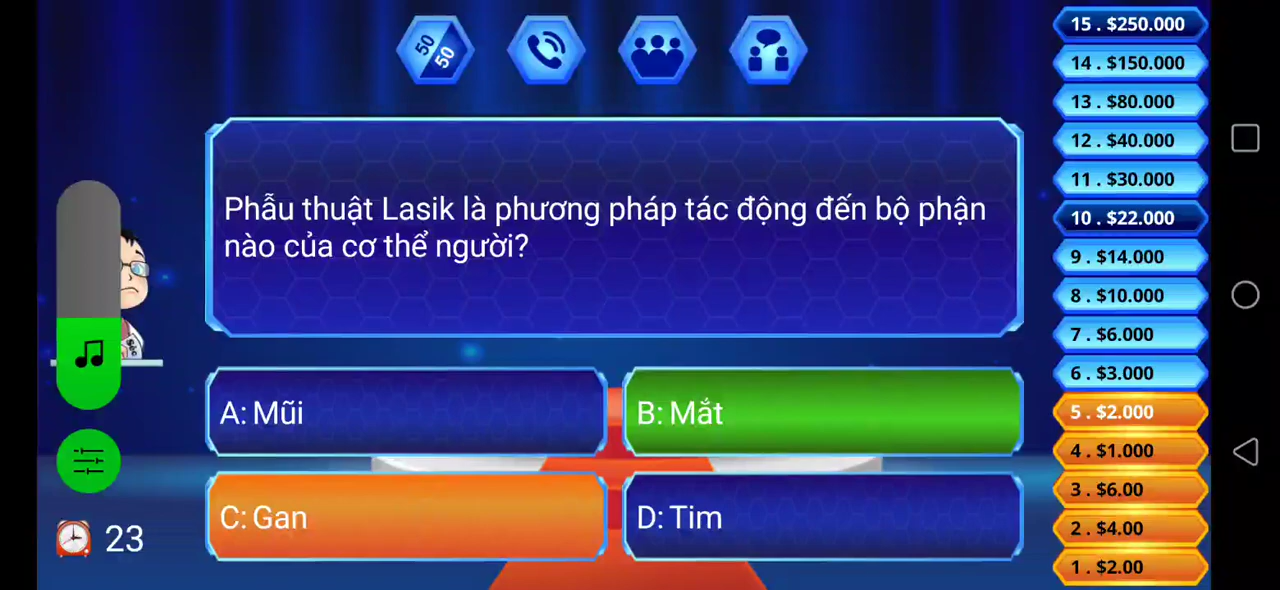 50
50
Phẫu thuật Lasik là phương pháp tác động đến bộ phận
nào của cơ thể người?
A: Mũi
B: Mắt
C: Gan
D: Tim
23
15 . $250.000
14 . $150.000
13 . $80.000
12 . $40.000
11 . $30.000
10 . $22.000
9 . $14.000
8 . $10.000
7 . $6.000
6 . $3.000
5 . $2.000
4 . $1.000
3 . $6.00
2 . $4.00
1 . $2.00